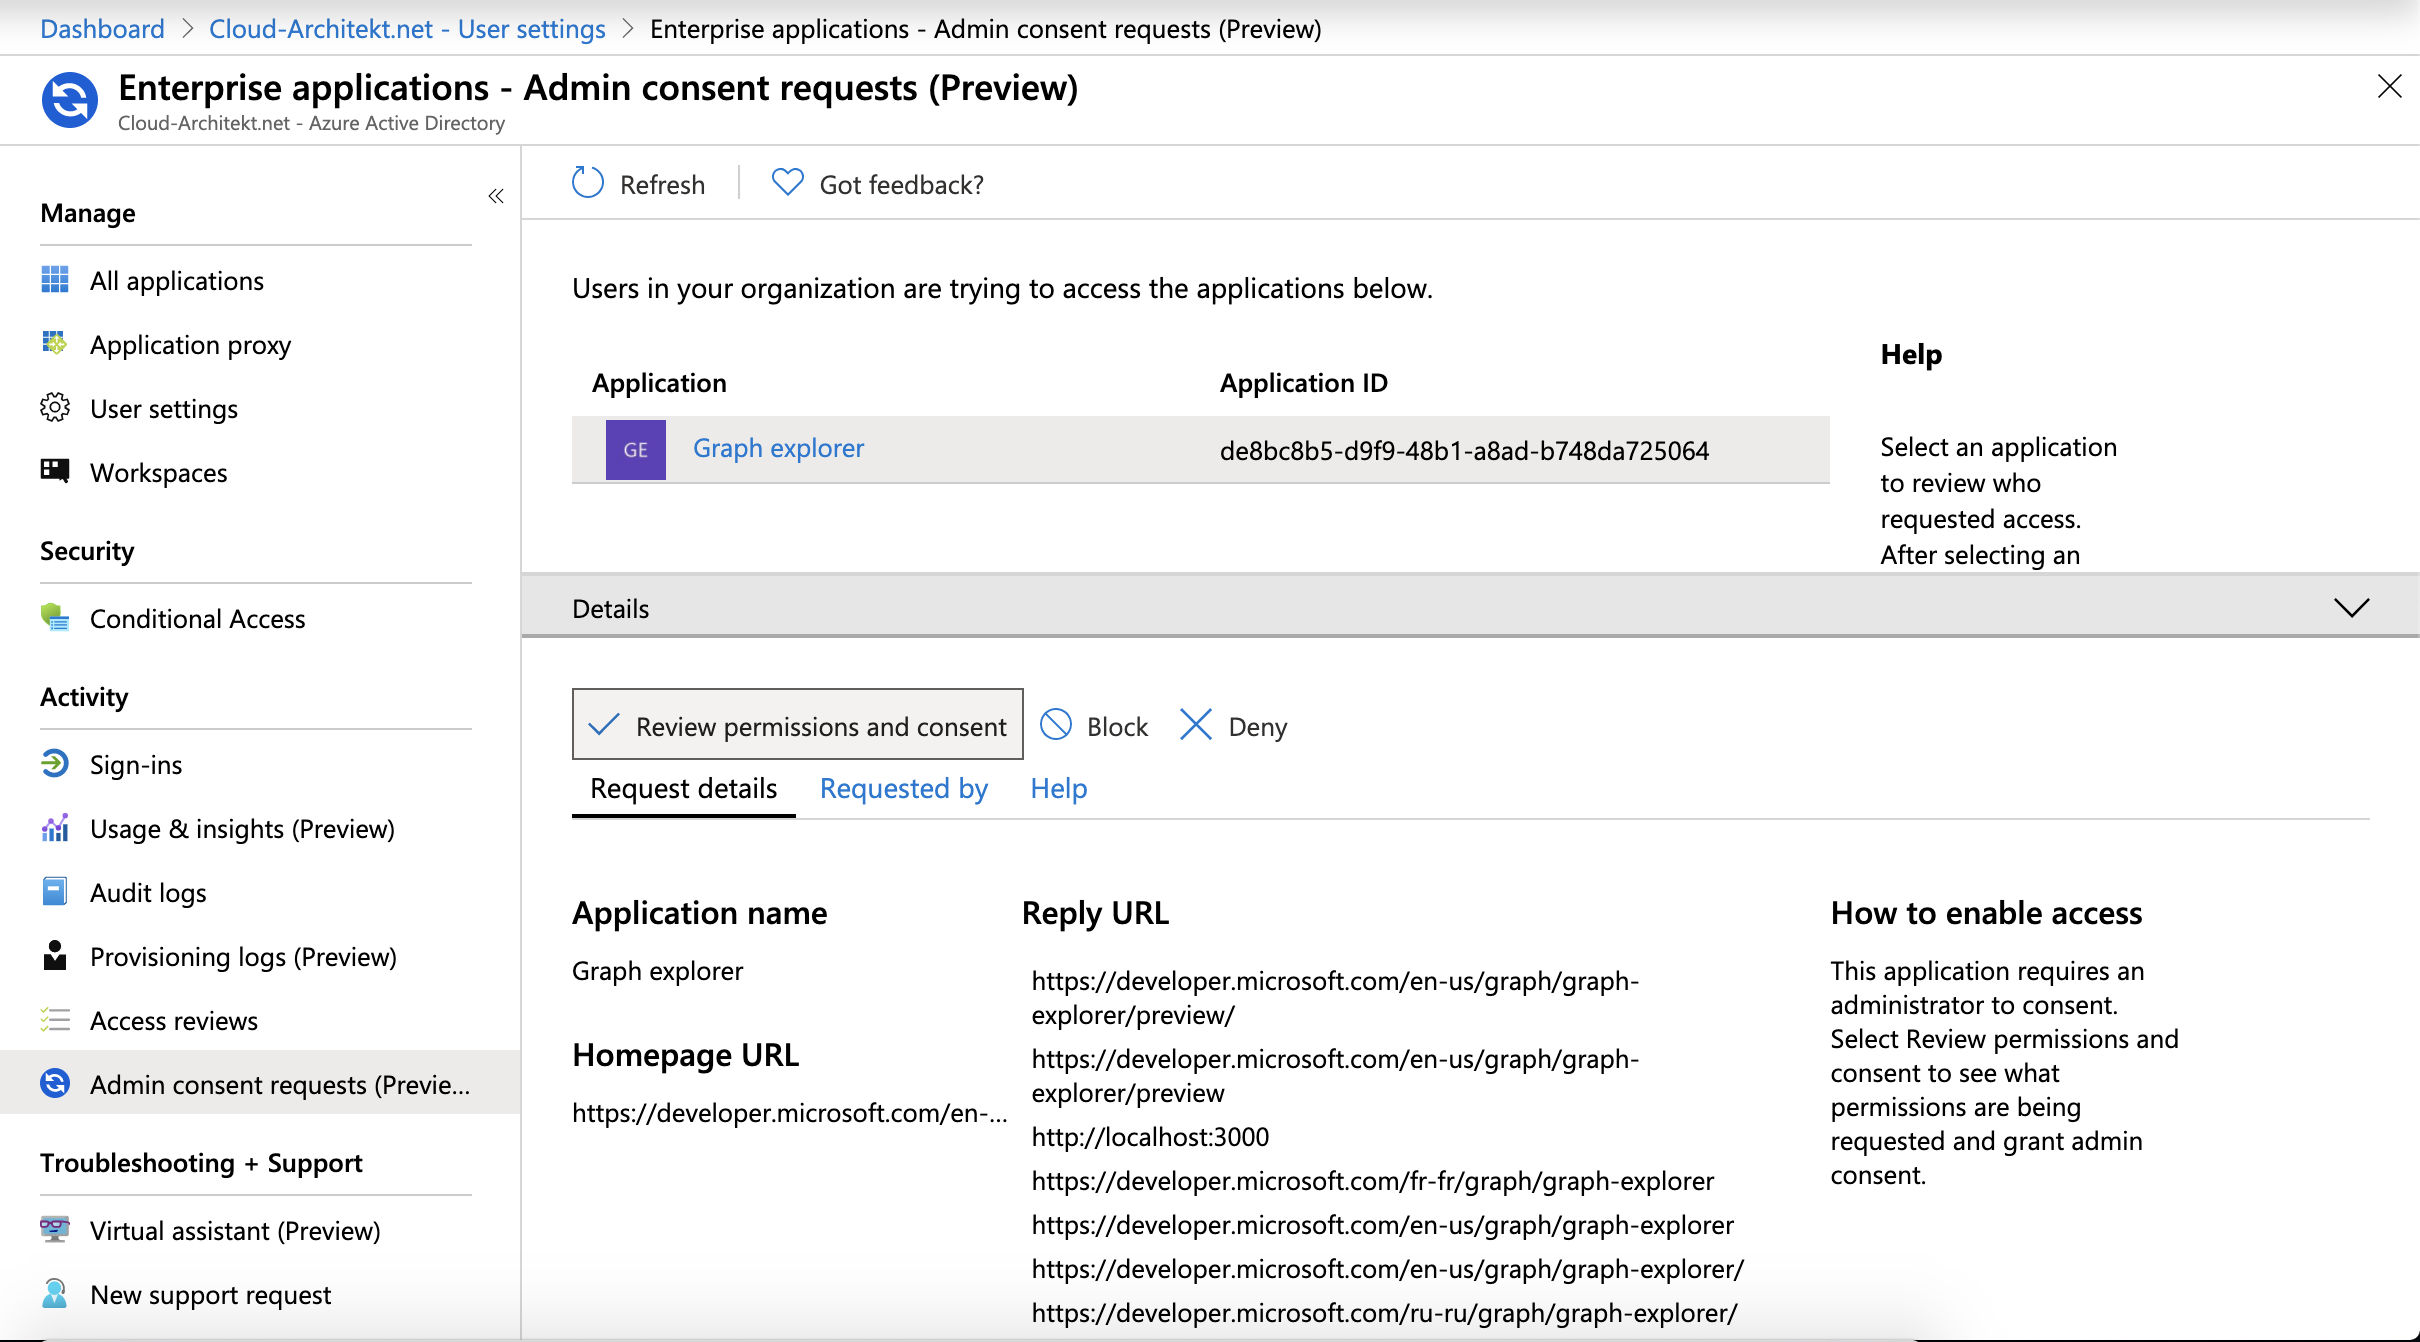 Dashboard > Cloud-Architekt.net - User settings > Enterprise applications - Admin consent requests (Preview)
Enterprise applications - Admin consent requests (Preview)
Cloud-Architekt.net - Azure Active Directory
Manage
All applications
Application proxy
User settings
Workspaces
Security
Conditional Access
Activity
Sign-ins
Usage & insights (Preview)
Audit logs
Provisioning logs (Preview)
Access reviews
Admin consent requests (Previe...
Troubleshooting + Support
Virtual assistant (Preview)
New support request
Refresh
Got feedback?
Users in your organization are trying to access the applications below.
Application
Application ID
GE
Graph explorer
de8bc8b5-d9f9-48b1-a8ad-b748da725064
Help
Select an application
to review who
requested access.
After selecting an
Details
Review permissions and consent
Block
Deny
Request details
Requested by
Help
Application name
Graph explorer
Homepage URL
https://developer.microsoft.com/en-...
Reply URL
https://developer.microsoft.com/en-us/graph/graph-
explorer/preview/
https://developer.microsoft.com/en-us/graph/graph-
explorer/preview
http://localhost:3000
https://developer.microsoft.com/fr-fr/graph/graph-explorer
https://developer.microsoft.com/en-us/graph/graph-explorer
https://developer.microsoft.com/en-us/graph/graph-explorer/
https://developer.microsoft.com/ru-ru/graph/graph-explorer/
How to enable access
This application requires an
administrator to consent.
Select Review permissions and
consent to see what
permissions are being
requested and grant admin
consent.